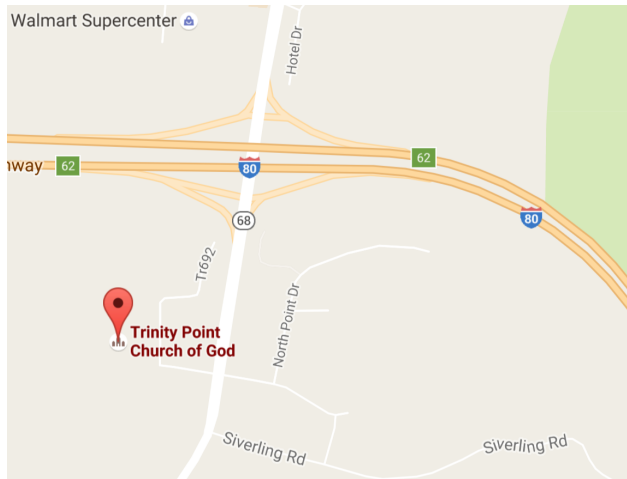 Walmart Supercenter
Hotel Dr
62
nway
62
80
80
68
Tr692
North Point Dr
Trinity Point
Church of God
Siverling Rd
Siverling Rd